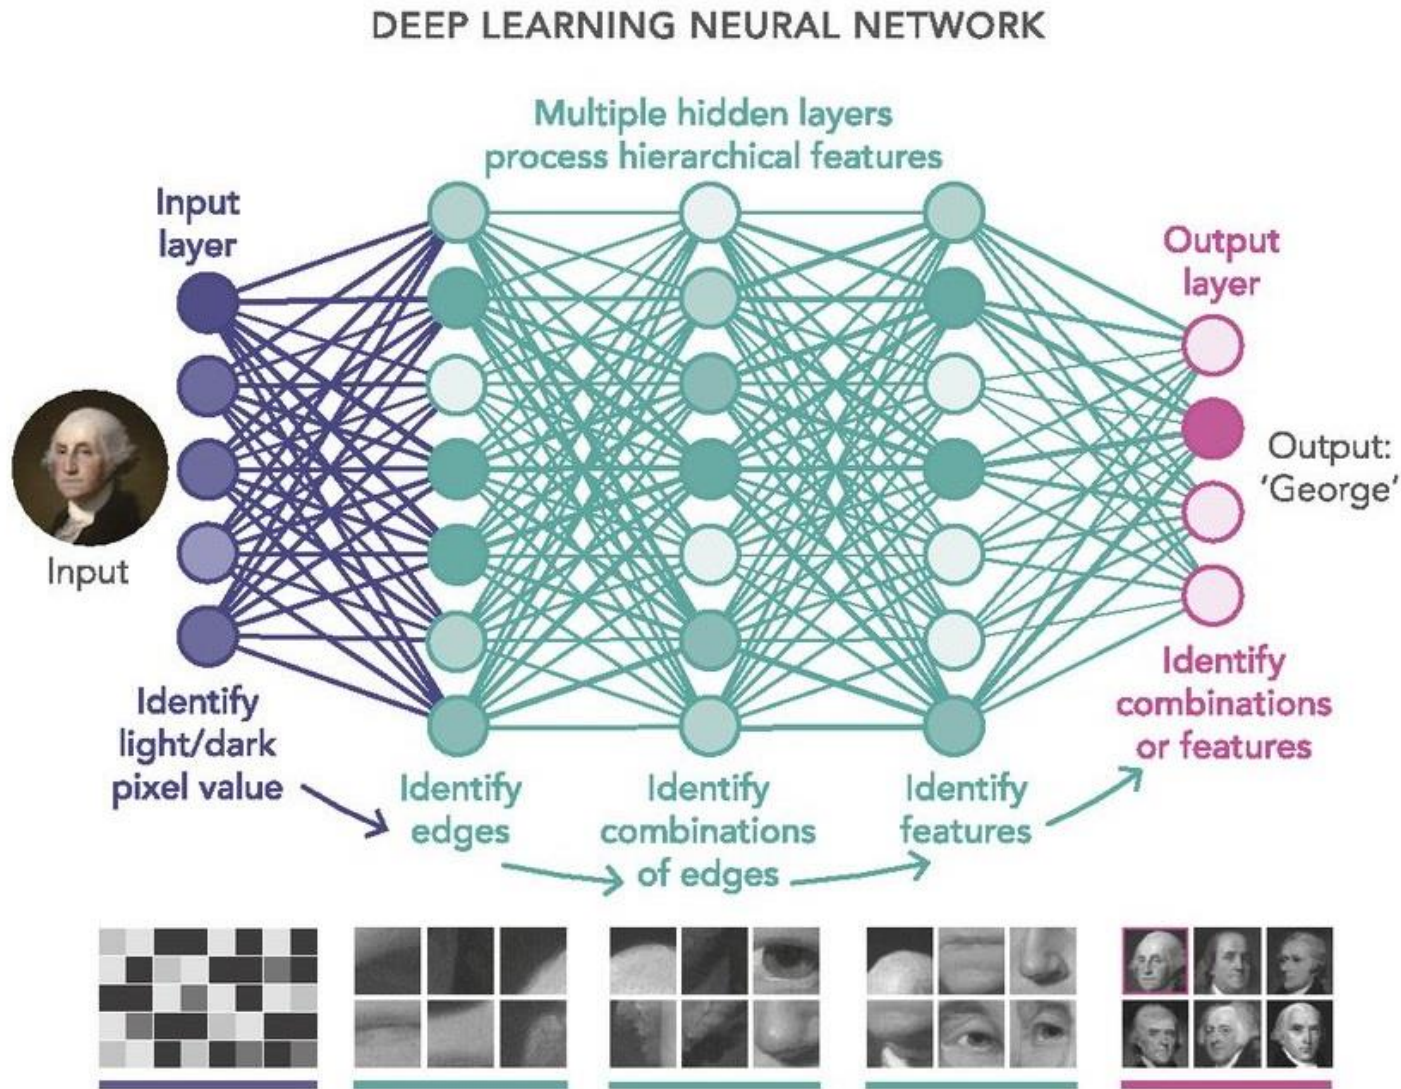 DEEP LEARNING NEURAL NETWORK
Multiple hidden layers
process hierarchical features
Input
layer
Output
layer
Input
Output:
‘George’
Identify
light/dark
pixel value
Identify
edges
Identify
combinations
of edges
Identify
features
Identify
combinations
or features